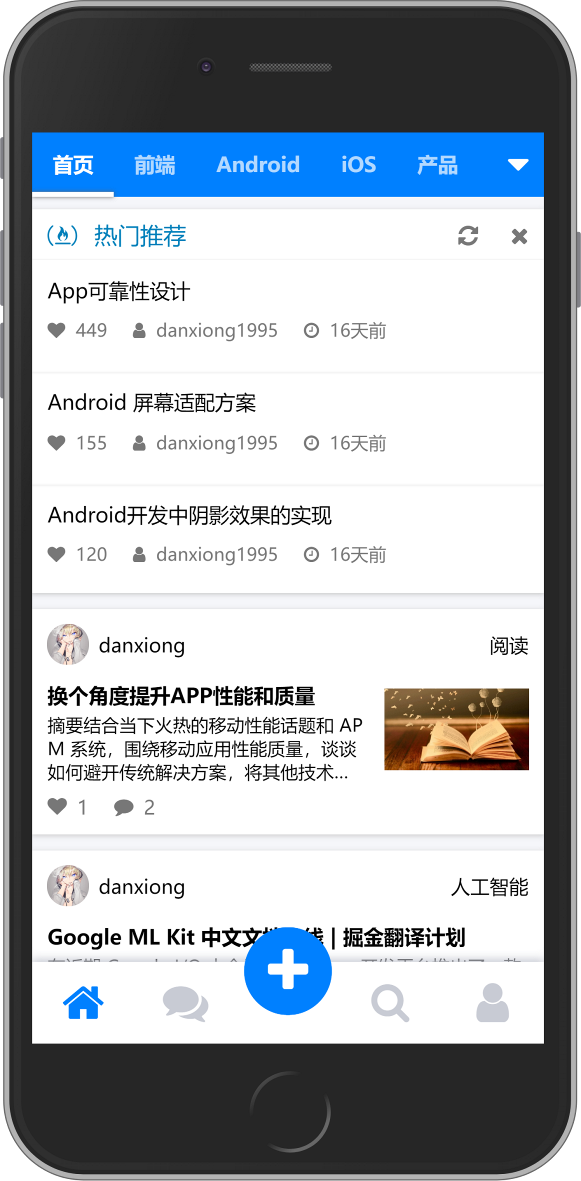 首页 前端 Android iOS 产品
热门推荐
App可靠性设计
449 danxiong1995 16天前
Android 屏幕适配方案
155 danxiong1995 16天前
Android开发中阴影效果的实现
120 danxiong1995 16天前
danxiong 阅读
换个角度提升APP性能和质量
摘要结合当下火热的移动性能话题和 AP
M 系统，围绕移动应用性能质量，谈谈
如何避开传统解决方案，将其他技术...
1 2
danxiong 人工智能
Google ML Kit 中文文档 线 | 掘金翻译计划